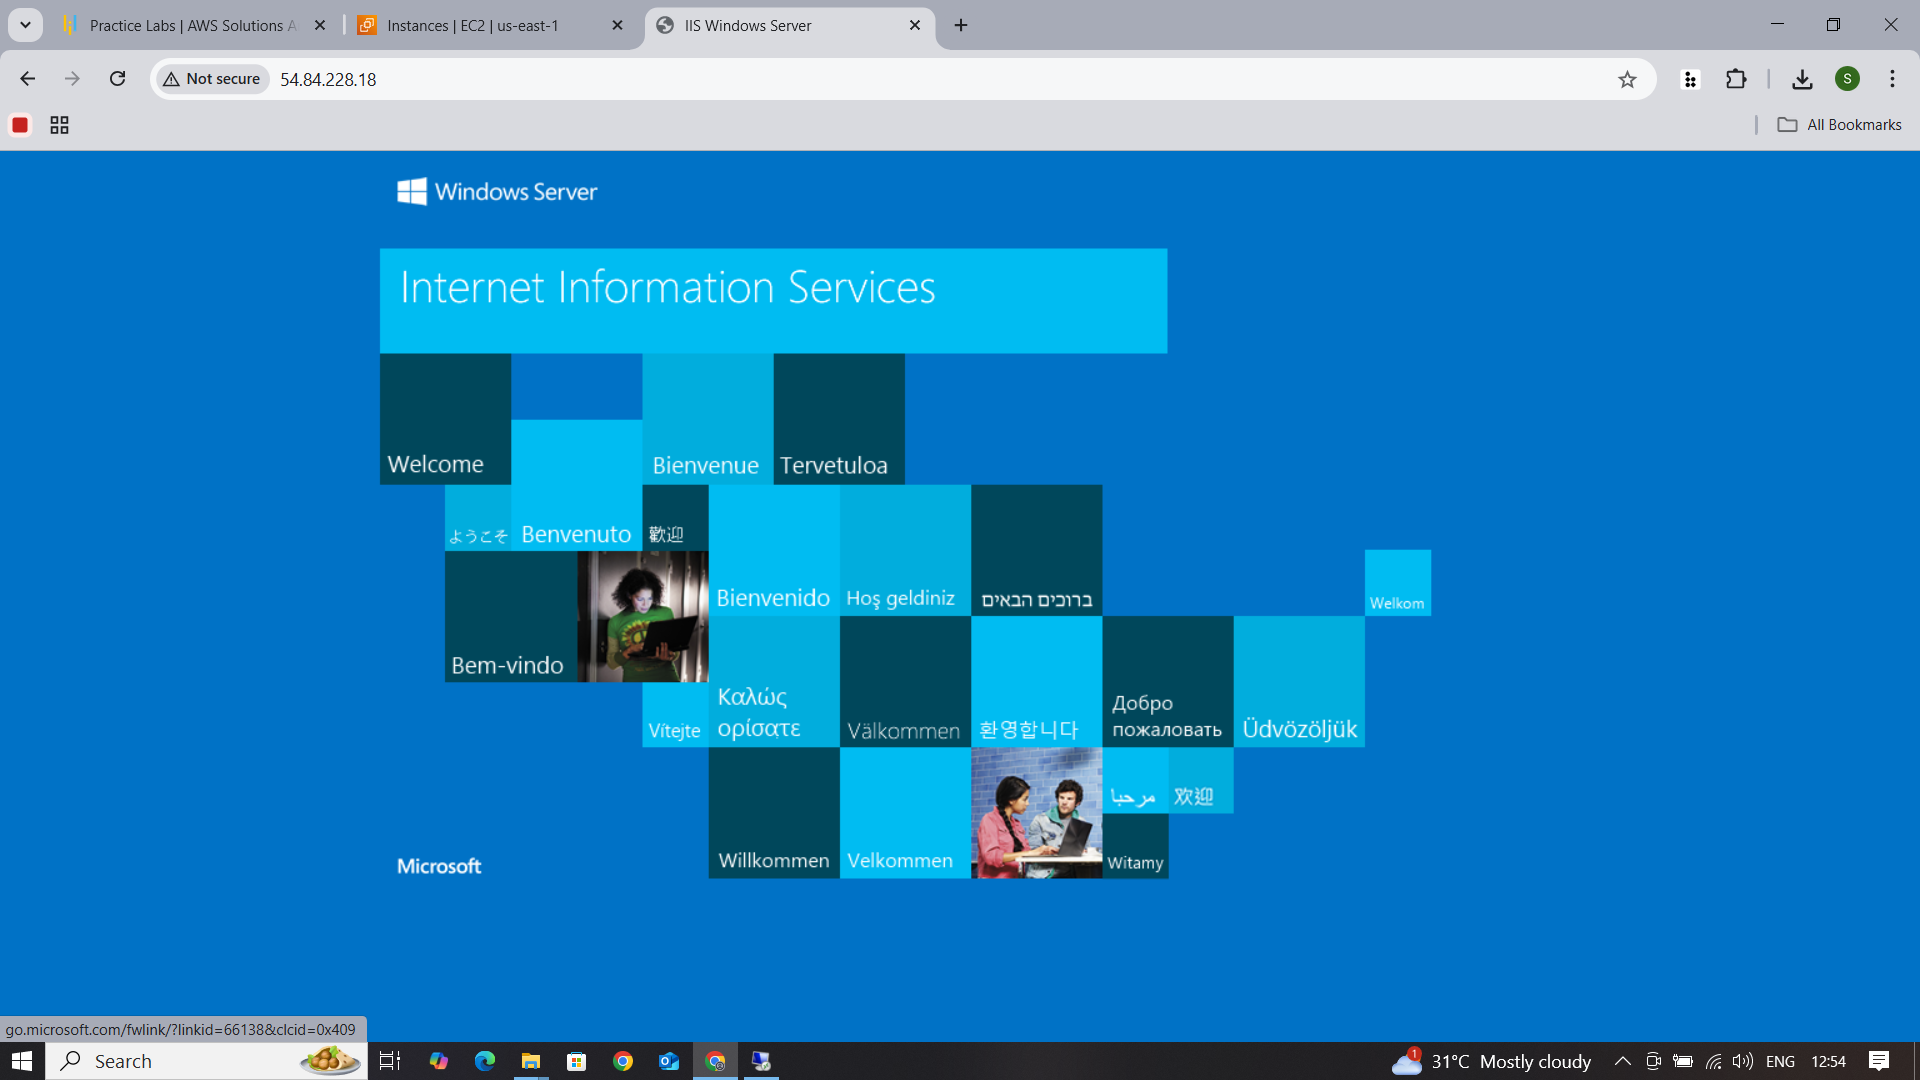 Practice Labs | AWS Solutions A
Instances | EC2 | us-east-1
IIS Windows Server
Not secure
54.84.228.18
S
All Bookmarks
Windows Server
Internet Information Services
Welcome
Bienvenue
Tervetuloa
ようこそ
Benvenuto
歡迎
Bienvenido
Hoş geldiniz
ברוכים הבאים
Welkom
Bem-vindo
Vítejte
Καλώς
ορίσατε
Välkommen
환영합니다
Добро
пожаловать
Üdvözöljük
مرحبا
欢迎
Microsoft
Willkommen
Velkommen
Witamy
go.microsoft.com/fwlink/?linkid=66138&clcid=0x409
Search
1
31°C Mostly cloudy
ENG
12:54